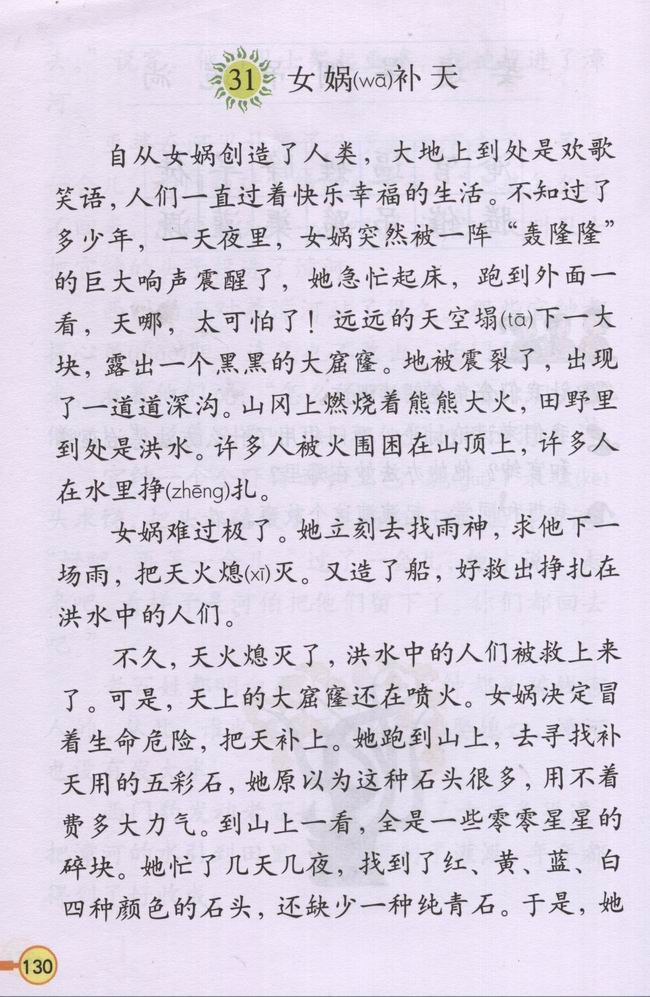 31 女娲(wā)补天
自从女娲创造了人类，大地上到处是欢歌
笑语，人们一直过着快乐幸福的生活。不知过了
多少年，一天夜里，女娲突然被一阵“轰隆隆”
的巨大响声震醒了，她急忙起床，跑到外面一
看，天哪，太可怕了！远远的天空塌(tā)下一大
块，露出一个黑黑的大窟窿。地被震裂了，出现
了一道道深沟。山冈上燃烧着熊熊大火，田野里
到处是洪水。许多人被火围困在山顶上，许多人
在水里挣(zhēng)扎。
女娲难过极了。她立刻去找雨神，求他下一
场雨，把天火熄(xī)灭。又造了船，好救出挣扎在
洪水中的人们。
不久，天火熄灭了，洪水中的人们被救上来
了。可是，天上的大窟窿还在喷火。女娲决定冒
着生命危险，把天补上。她跑到山上，去寻找补
天用的五彩石，她原以为这种石头很多，用不着
费多大力气。到山上一看，全是一些零零星星的
碎块。她忙了几天几夜，找到了红、黄、蓝、白
四种颜色的石头，还缺少一种纯青石。于是，她
130